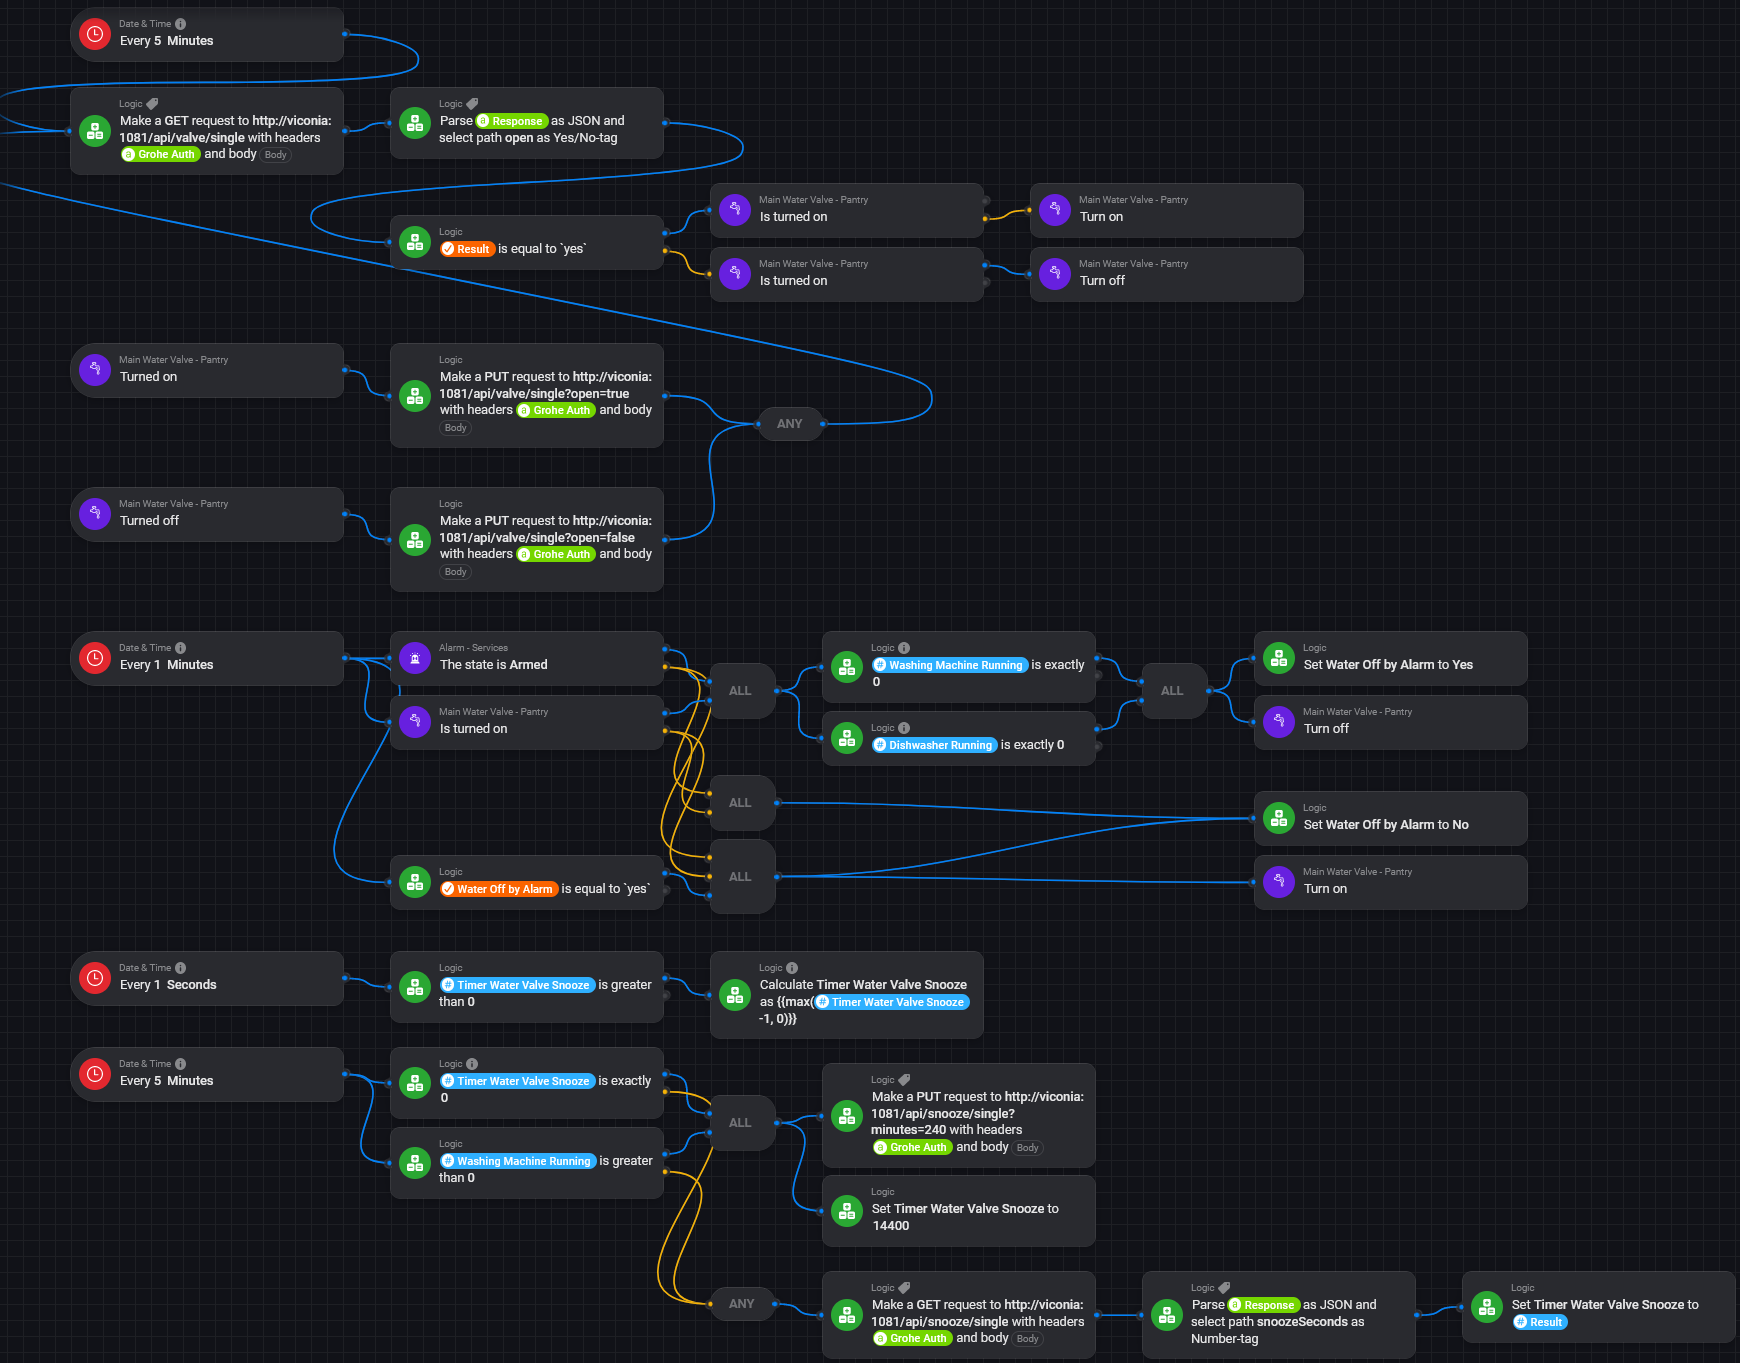 Date & Time
Every 5 Minutes
Logic
Make a GET request to http://viconia:
1081/api/valve/single with headers
Grohe Auth and body Body
Logic
Parse Response as JSON and
select path open as Yes/No-tag
Logic
Result is equal to `yes`
Main Water Valve - Pantry
Is turned on
Main Water Valve - Pantry
Turn on
Main Water Valve - Pantry
Is turned on
Main Water Valve - Pantry
Turn off
Main Water Valve - Pantry
Turned on
Logic
Make a PUT request to http://viconia:
1081/api/valve/single?open=true
with headers Grohe Auth and body
Body
ANY
Main Water Valve - Pantry
Turned off
Logic
Make a PUT request to http://viconia:
1081/api/valve/single?open=false
with headers Grohe Auth and body
Body
Date & Time
Every 1 Minutes
Alarm - Services
The state is Armed
Main Water Valve - Pantry
Is turned on
ALL
Logic
Washing Machine Running is exactly
0
Logic
Dishwasher Running is exactly 0
ALL
Logic
Set Water Off by Alarm to Yes
Main Water Valve - Pantry
Turn off
ALL
Logic
Set Water Off by Alarm to No
Logic
Water Off by Alarm is equal to `yes`
ALL
Main Water Valve - Pantry
Turn on
Date & Time
Every 1 Seconds
Logic
Timer Water Valve Snooze is greater
than 0
Logic
Calculate Timer Water Valve Snooze
as {{max( Timer Water Valve Snooze
-1, 0)}}
Date & Time
Every 5 Minutes
Logic
Timer Water Valve Snooze is exactly
0
Logic
Washing Machine Running is greater
than 0
ALL
Logic
Make a PUT request to http://viconia:
1081/api/snooze/single?
minutes=240 with headers
Grohe Auth and body Body
Logic
Set Timer Water Valve Snooze to
14400
ANY
Logic
Make a GET request to http://viconia:
1081/api/snooze/single with headers
Grohe Auth and body Body
Logic
Parse Response as JSON and
select path snoozeSeconds as
Number-tag
Logic
Set Timer Water Valve Snooze to
Result